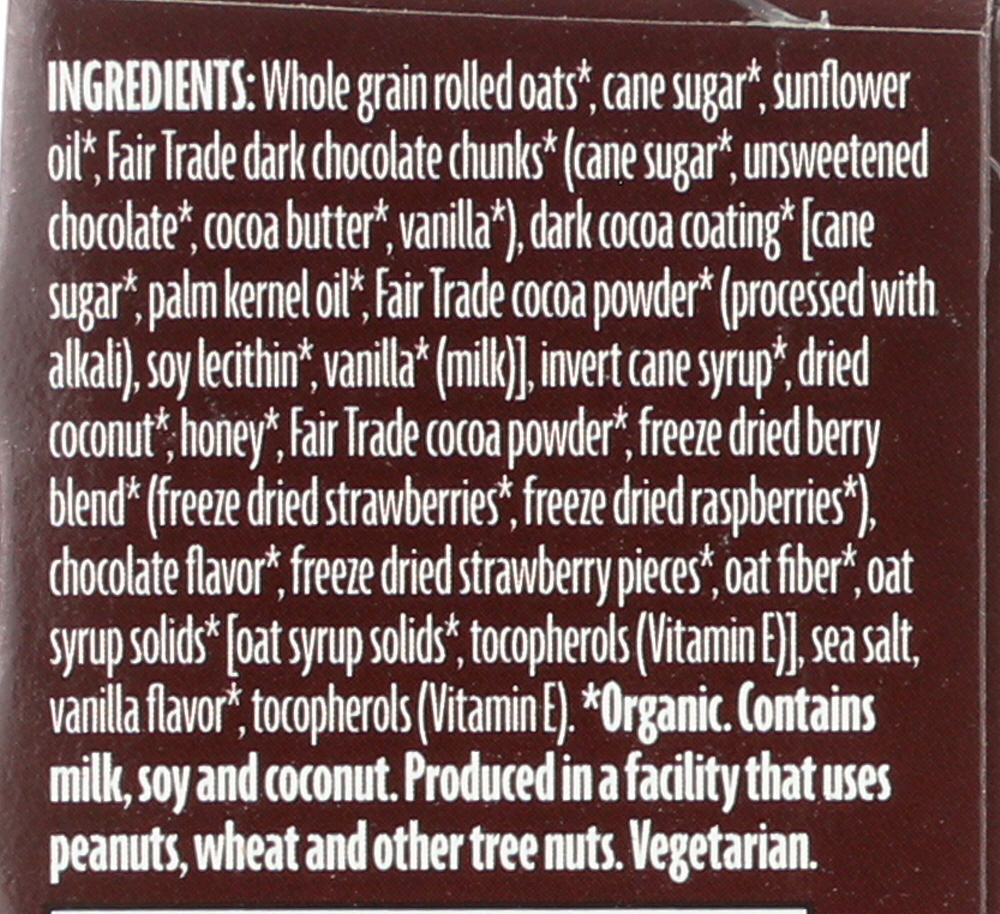 INGREDIENTS: Whole grain rolled oats*, cane sugar*, sunflower
oil*, Fair Trade dark chocolate chunks* (cane sugar*, unsweetened
chocolate*, cocoa butter*, vanilla*), dark cocoa coating* [cane
sugar*, palm kernel oil*, Fair Trade cocoa powder* (processed with
alkali), soy lecithin*, vanilla* (milk)], invert cane syrup*, dried
coconut*, honey*, Fair Trade cocoa powder*, freeze dried berry
blend* (freeze dried strawberries*, freeze dried raspberries*),
chocolate flavor*, freeze dried strawberry pieces*, oat fiber*, oat
syrup solids* [oat syrup solids*, tocopherols (Vitamin E)], sea salt,
vanilla flavor*, tocopherols (Vitamin E). *Organic. Contains
milk, soy and coconut. Produced in a facility that uses
peanuts, wheat and other tree nuts. Vegetarian.